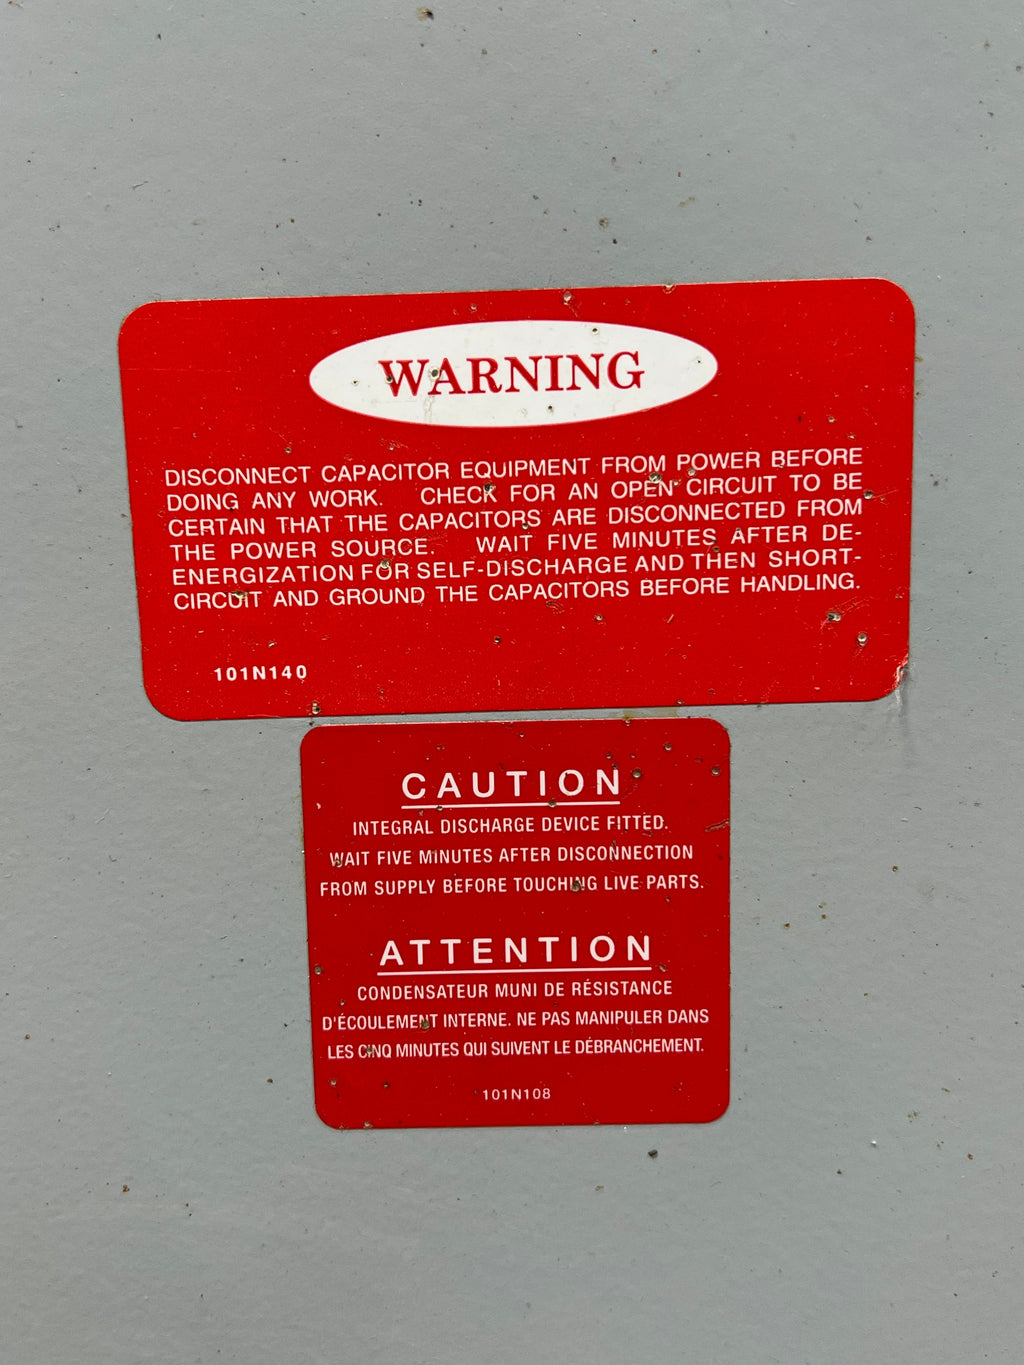 WARNING
DISCONNECT CAPACITOR EQUIPMENT FROM POWER BEFORE
DOING ANY WORK. CHECK FOR AN OPEN CIRCUIT TO BE
CERTAIN THAT THE CAPACITORS ARE DISCONNECTED FROM
THE POWER SOURCE. WAIT FIVE MINUTES AFTER DE-
ENERGIZATION FOR SELF-DISCHARGE AND THEN SHORT-
CIRCUIT AND GROUND THE CAPACITORS BEFORE HANDLING.
101N140
CAUTION
INTEGRAL DISCHARGE DEVICE FITTED.
WAIT FIVE MINUTES AFTER DISCONNECTION
FROM SUPPLY BEFORE TOUCHING LIVE PARTS.
ATTENTION
CONDENSATEUR MUNI DE RÉSISTANCE
D'ÉCOULEMENT INTERNE. NE PAS MANIPULER DANS
LES CINQ MINUTES QUI SUIVENT LE DÉBRANCHEMENT.
101N108